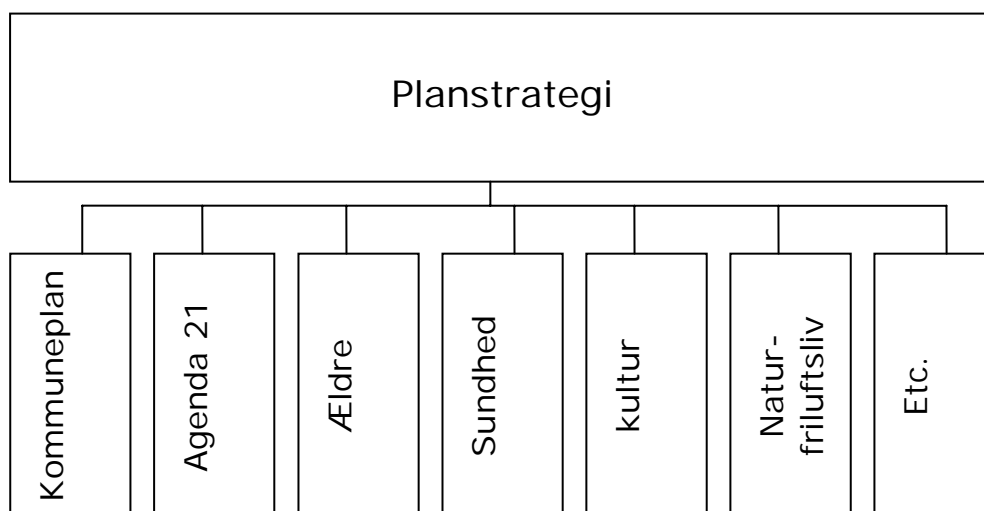 Planstrategi
Kommuneplan
Agenda 21
Ældre
Sundhed
kultur
Natur-
friluftsliv
Etc.